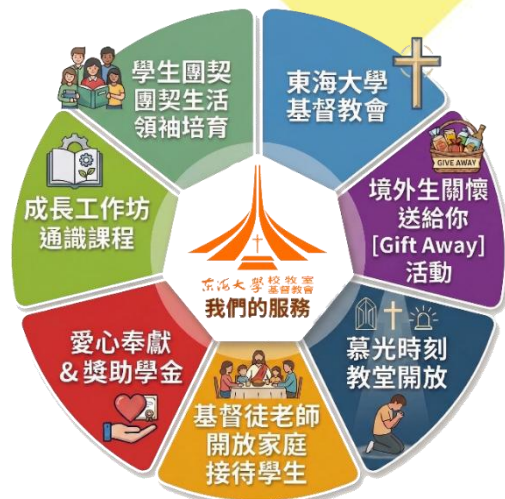 學生團契
團契生活
領袖培育
東海大學
基督教會
GIVE AWAY
境外生關懷
送給你
[Gift Away]
活動
慕光時刻
教堂開放
基督徒老師
開放家庭
接待學生
愛心奉獻
&獎助學金
成長工作坊
通識課程
东海大學 校牧室
基督教會
我們的服務